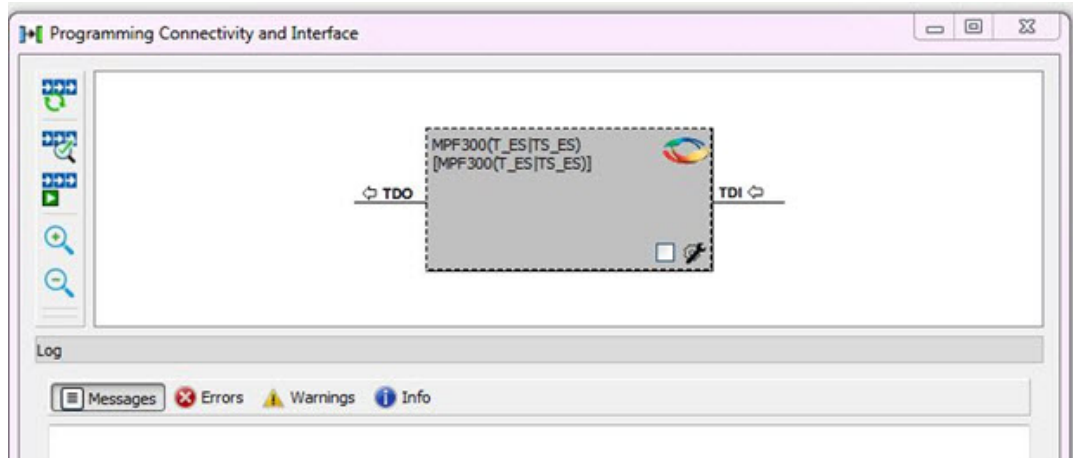 Programming Connectivity and Interface
MPF300(T_ES|TS_ES)
[MPF300(T_ES|TS_ES)]
TDO
TDI
Log
Messages
Errors
Warnings
Info